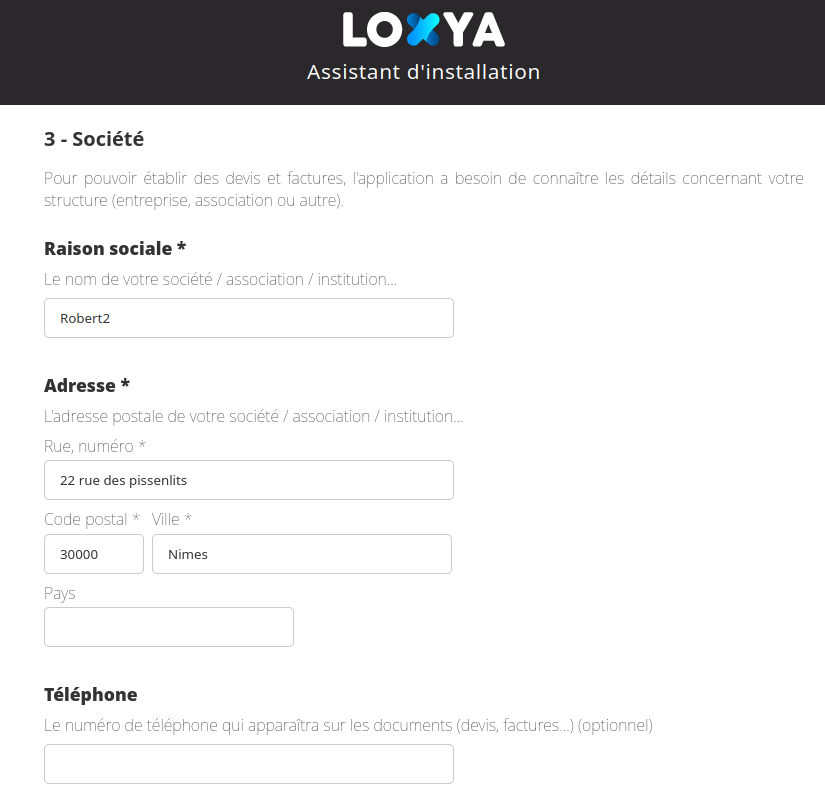 LOXYA
Assistant d'installation
3 - Société
Pour pouvoir établir des devis et factures, l'application a besoin de connaître les détails concernant votre
structure (entreprise, association ou autre).
Raison sociale *
Le nom de votre société / association / institution...
Robert2
Adresse *
L'adresse postale de votre société / association / institution...
Rue, numéro *
22 rue des pissenlits
Code postal * Ville *
30000 Nimes
Pays
Téléphone
Le numéro de téléphone qui apparaîtra sur les documents (devis, factures...) (optionnel)